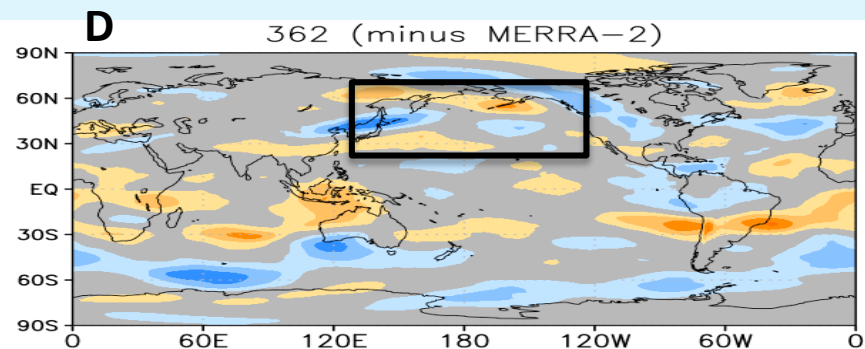 D
362 (minus MERRA-2)
90N
60N
30N
EQ
30S
60S
90S
0 60E 120E 180 120W 60W 0